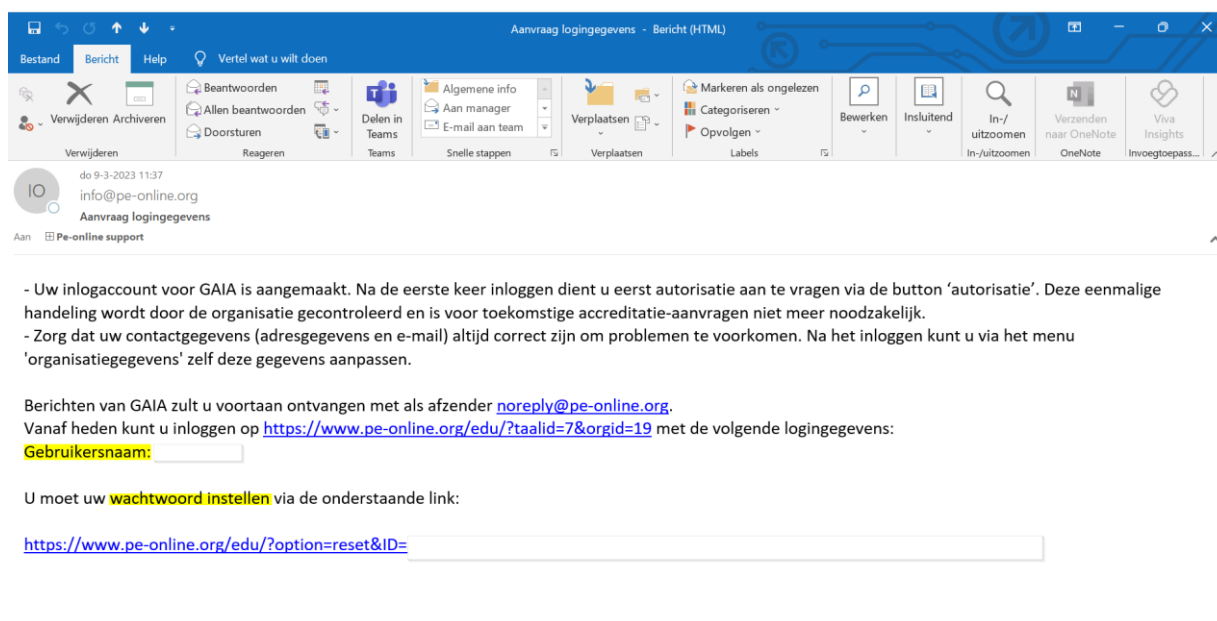 Aanvraag logingegevens - Bericht (HTML)
Bestand Bericht Help Vertel wat u wilt doen
Verwijderen Archiveren
Verwijderen
Beantwoorden
Allen beantwoorden
Doorsturen
Reageren
Delen in
Teams
Teams
Algemene info
Aan manager
E-mail aan team
Snelle stappen
Verplaatsen
Verplaatsen
Markeren als ongelezen
Categoriseren
Opvolgen
Labels
Bewerken
Insluitend
In-/
uitzoomen
In-/uitzoomen
Verzenden
naar OneNote
OneNote
Viva
Insights
Invoegtoepass...
IO
do 9-3-2023 11:37
info@pe-online.org
Aanvraag logingegevens
Aan Pe-online support
- Uw inlogaccount voor GAIA is aangemaakt. Na de eerste keer inloggen dient u eerst autorisatie aan te vragen via de button ‘autorisatie’. Deze eenmalige
handeling wordt door de organisatie gecontroleerd en is voor toekomstige accreditatie-aanvragen niet meer noodzakelijk.
- Zorg dat uw contactgegevens (adresgegevens en e-mail) altijd correct zijn om problemen te voorkomen. Na het inloggen kunt u via het menu
'organisatiegegevens' zelf deze gegevens aanpassen.
Berichten van GAIA zult u voortaan ontvangen met als afzender noreply@pe-online.org.
Vanaf heden kunt u inloggen op https://www.pe-online.org/edu/?taalid=7&orgid=19 met de volgende logingegevens:
Gebruikersnaam:
U moet uw wachtwoord instellen via de onderstaande link:
https://www.pe-online.org/edu/?option=reset&ID=